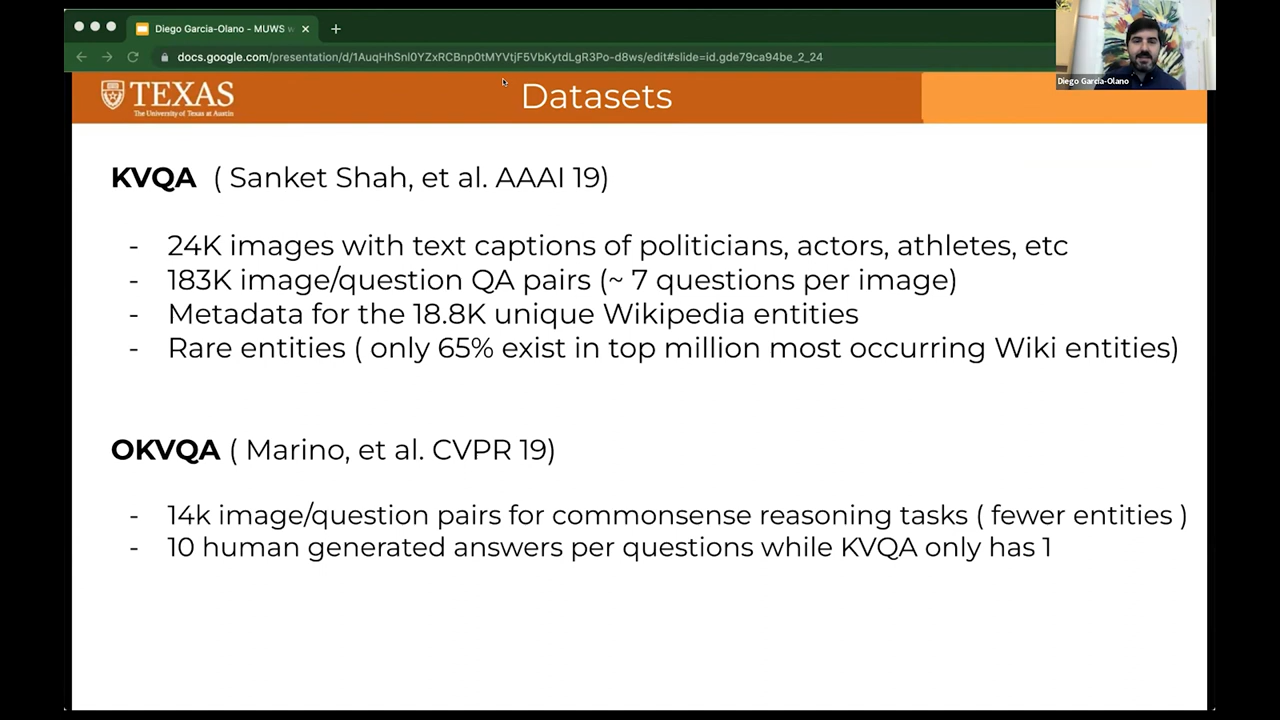 Diego Garcia-Olano - MUWS w
docs.google.com/presentation/d/1AuqHhSnl0YZxRCBnp0tMYVtjF5VbKytdLgR3Po-d8ws/edit#slide=id.gde79ca94be_2_24
Diego Garcia-Olano
TEXAS
The University of Texas at Austin
Datasets
KVQA ( Sanket Shah, et al. AAAI 19)
- 24K images with text captions of politicians, actors, athletes, etc
- 183K image/question QA pairs (~ 7 questions per image)
- Metadata for the 18.8K unique Wikipedia entities
- Rare entities ( only 65% exist in top million most occurring Wiki entities)
OKVQA ( Marino, et al. CVPR 19)
- 14k image/question pairs for commonsense reasoning tasks ( fewer entities )
- 10 human generated answers per questions while KVQA only has 1